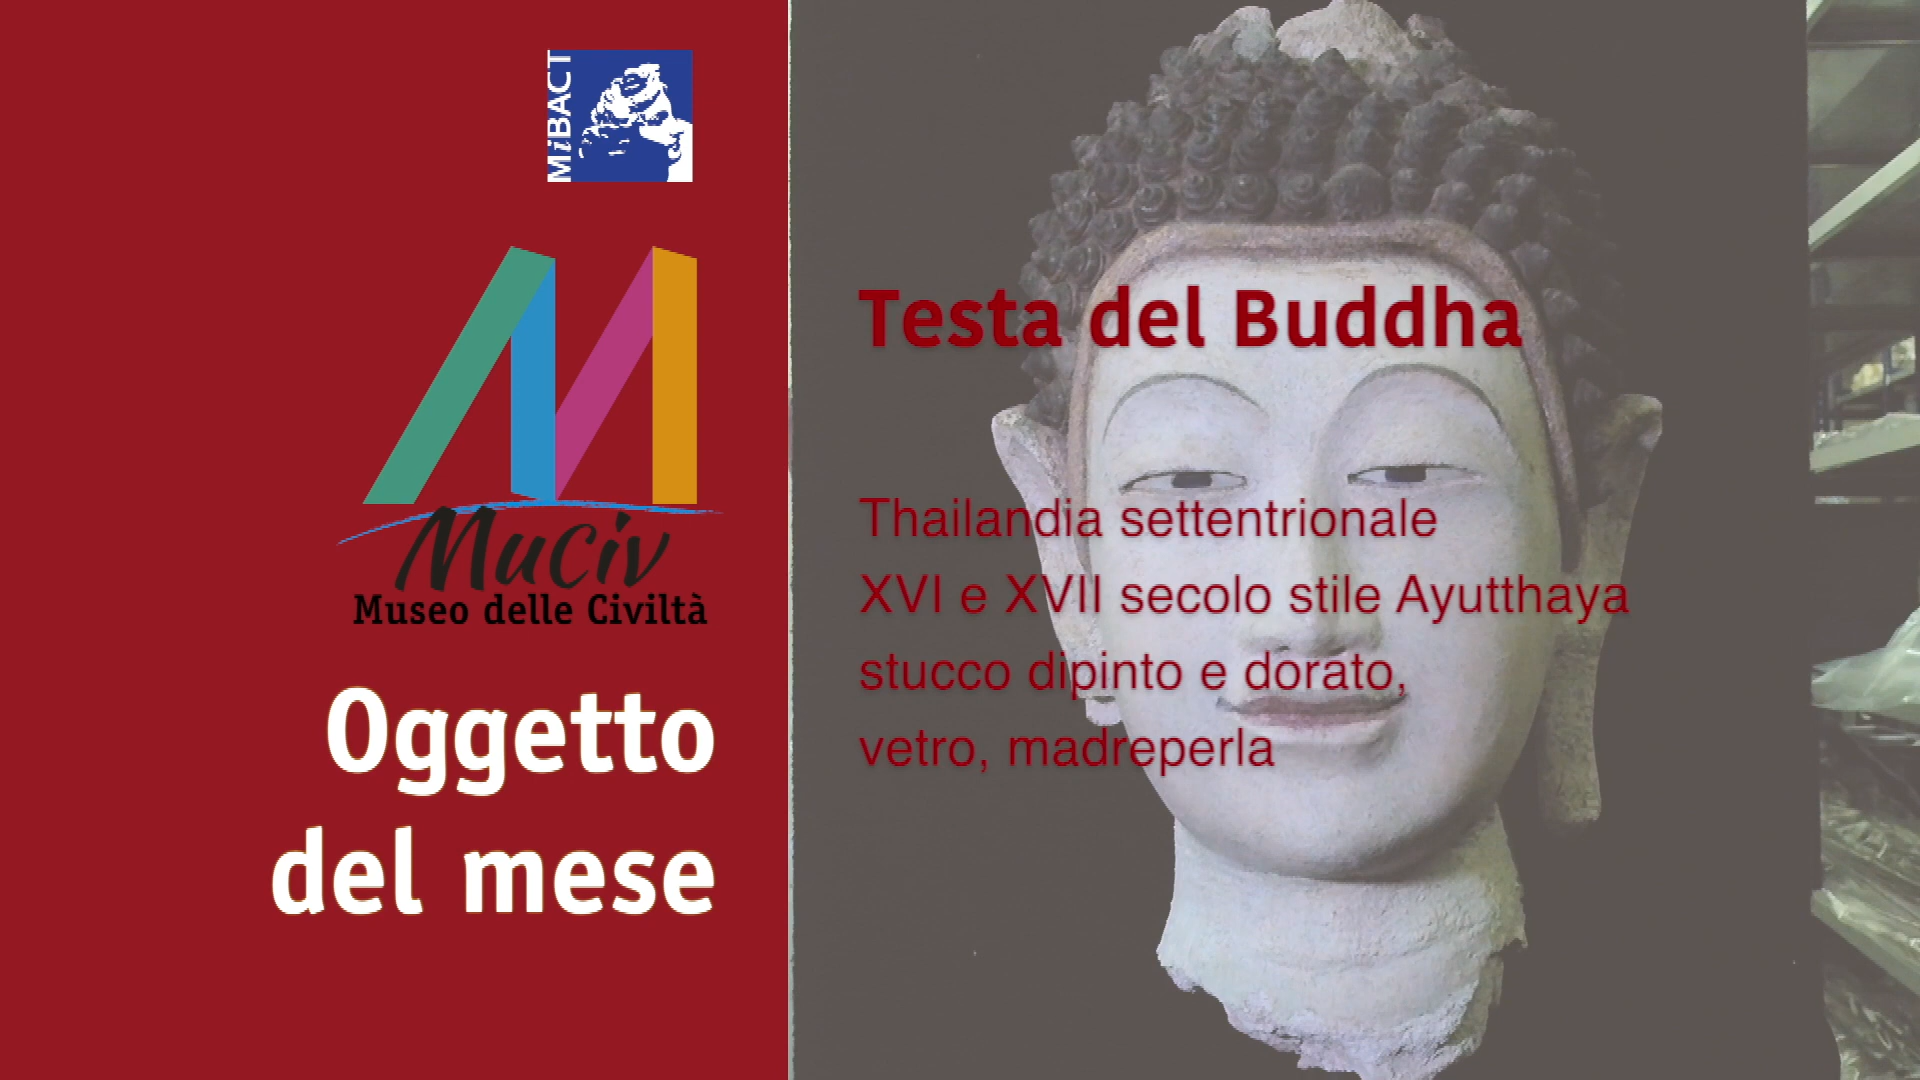 MiBACT
MuCiv
Museo delle Civiltà
Oggetto
del mese
Testa del Buddha
Thailandia settentrionale
XVI e XVII secolo stile Ayutthaya
stucco dipinto e dorato,
vetro, madreperla